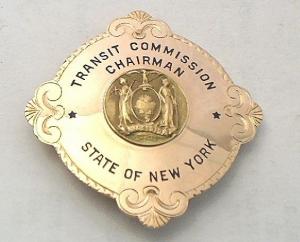 TRANSIT COMMISSION
CHAIRMAN
STATE OF NEW YORK